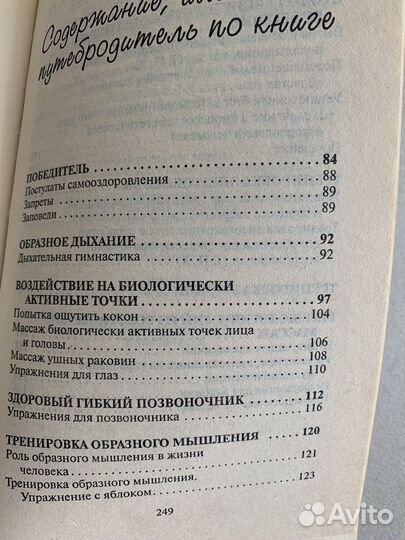 Содержание,
путеводитель по книге
ПОБЕДИТЕЛЬ 84
Постулаты самооздоровления 88
Запреты 89
Заповеди 89
ОБРАЗНОЕ ДЫХАНИЕ 92
Дыхательная гимнастика 92
ВОЗДЕЙСТВИЕ НА БИОЛОГИЧЕСКИ
АКТИВНЫЕ ТОЧКИ 97
Попытка ощутить кокон 104
Массаж биологически активных точек лица
и головы 106
Массаж ушных раковин 108
Упражнения для глаз 110
ЗДОРОВЫЙ ГИБКИЙ ПОЗВОНОЧНИК 112
Упражнения для позвоночника 116
ТРЕНИРОВКА ОБРАЗНОГО МЫШЛЕНИЯ 120
Роль образного мышления в жизни
человека 121
Тренировка образного мышления.
Упражнение с яблоком 123
249
Avito